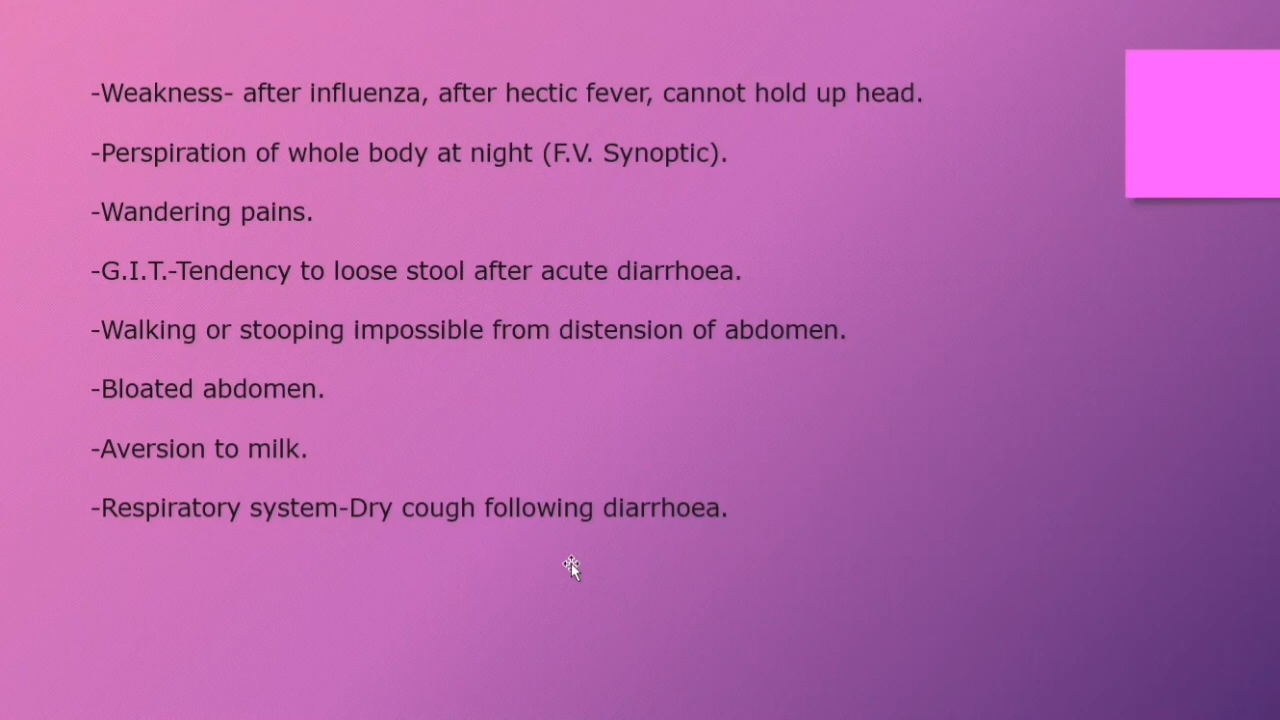 -Weakness- after influenza, after hectic fever, cannot hold up head.
-Perspiration of whole body at night (F.V. Synoptic).
-Wandering pains.
-G.I.T.-Tendency to loose stool after acute diarrhoea.
-Walking or stooping impossible from distension of abdomen.
-Bloated abdomen.
-Aversion to milk.
-Respiratory system-Dry cough following diarrhoea.